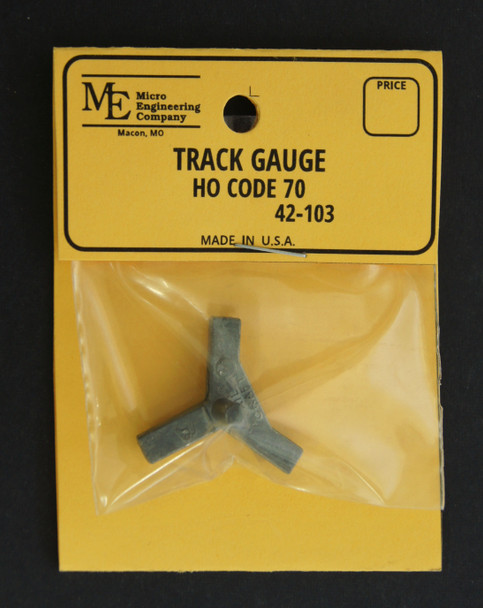 ME
Micro
Engineering
Company
Macon, MO
PRICE
TRACK GAUGE
HO CODE 70
42-103
MADE IN U.S.A.